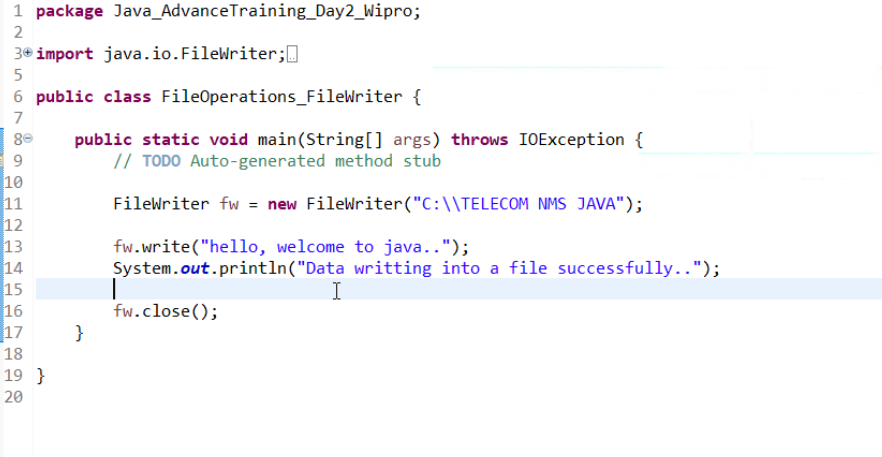 1 package Java_AdvanceTraining_Day2_Wipro;
2
3 import java.io.FileWriter;
5
6 public class FileOperations_FileWriter {
7
8 public static void main(String[] args) throws IOException {
9 // TODO Auto-generated method stub
10
11 FileWriter fw = new FileWriter("C:\\TELECOM NMS JAVA");
12
13 fw.write("hello, welcome to java..");
14 System.out.println("Data writting into a file successfully..");
15
16 fw.close();
17 }
18
19 }
20